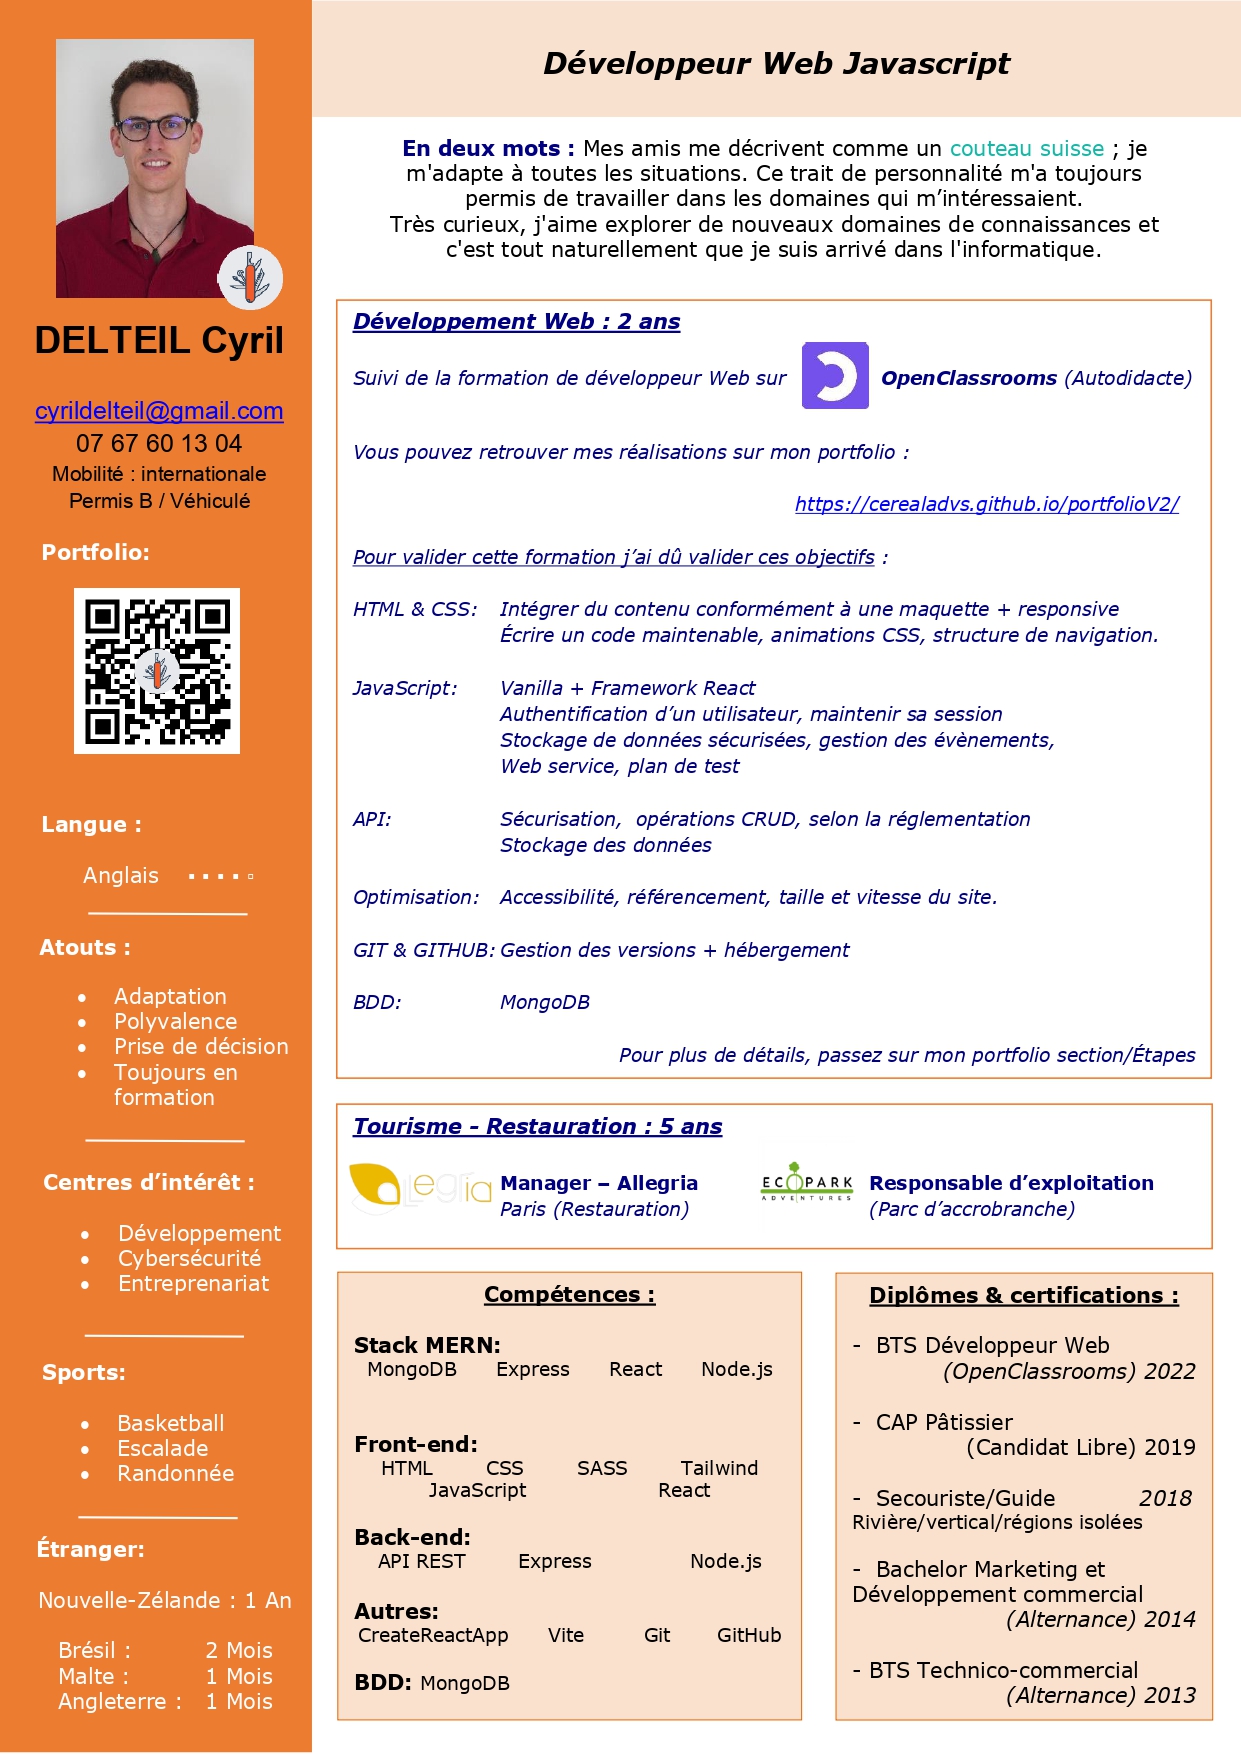 DELTEIL Cyril
cyrildelteil@gmail.com
07 67 60 13 04
Mobilité : internationale
Permis B / Véhiculé
Portfolio:
Langue :
Anglais
Atouts :
• Adaptation
• Polyvalence
• Prise de décision
• Toujours en
formation
Centres d’intérêt :
• Développement
• Cybersécurité
• Entreprenariat
Sports:
• Basketball
• Escalade
• Randonnée
Étranger:
Nouvelle-Zélande : 1 An
Brésil : 2 Mois
Malte : 1 Mois
Angleterre : 1 Mois
Développeur Web Javascript
En deux mots : Mes amis me décrivent comme un couteau suisse ; je
m'adapte à toutes les situations. Ce trait de personnalité m'a toujours
permis de travailler dans les domaines qui m’intéressaient.
Très curieux, j'aime explorer de nouveaux domaines de connaissances et
c'est tout naturellement que je suis arrivé dans l'informatique.
Développement Web : 2 ans
Suivi de la formation de développeur Web sur OpenClassrooms (Autodidacte)
Vous pouvez retrouver mes réalisations sur mon portfolio :
https://cerealadvs.github.io/portfolioV2/
Pour valider cette formation j’ai dû valider ces objectifs :
HTML & CSS: Intégrer du contenu conformément à une maquette + responsive
Écrire un code maintenable, animations CSS, structure de navigation.
JavaScript: Vanilla + Framework React
Authentification d’un utilisateur, maintenir sa session
Stockage de données sécurisées, gestion des évènements,
Web service, plan de test
API: Sécurisation, opérations CRUD, selon la réglementation
Stockage des données
Optimisation: Accessibilité, référencement, taille et vitesse du site.
GIT & GITHUB: Gestion des versions + hébergement
BDD: MongoDB
Pour plus de détails, passez sur mon portfolio section/Étapes
Tourisme - Restauration : 5 ans
Allegria
Manager – Allegria
Paris (Restauration)
ECOPARK
ADVENTURES
Responsable d’exploitation
(Parc d’accrobranche)
Compétences :
Stack MERN:
MongoDB Express React Node.js
Front-end:
HTML CSS SASS Tailwind
JavaScript React
Back-end:
API REST Express Node.js
Autres:
CreateReactApp Vite Git GitHub
BDD: MongoDB
Diplômes & certifications :
- BTS Développeur Web
(OpenClassrooms) 2022
- CAP Pâtissier
(Candidat Libre) 2019
- Secouriste/Guide 2018
Rivière/vertical/régions isolées
- Bachelor Marketing et
Développement commercial
(Alternance) 2014
- BTS Technico-commercial
(Alternance) 2013